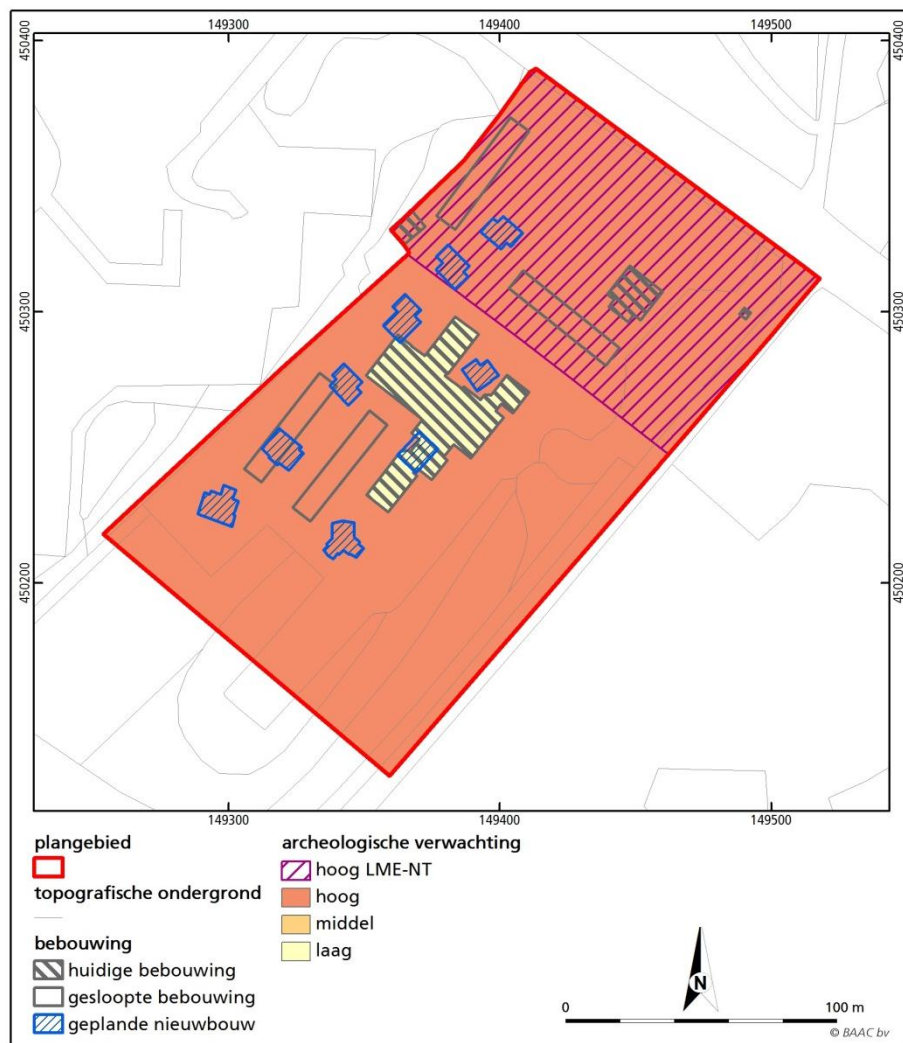 149300 149400 149500
450400 450400
450300 450300
450200 450200
149300 149400 149500
plangebied
topografische ondergrond
bebouwing
huidige bebouwing
gesloopte bebouwing
geplande nieuwbouw
archeologische verwachting
hoog LME-NT
hoog
middel
laag
N
0 100 m
© BAAC bv